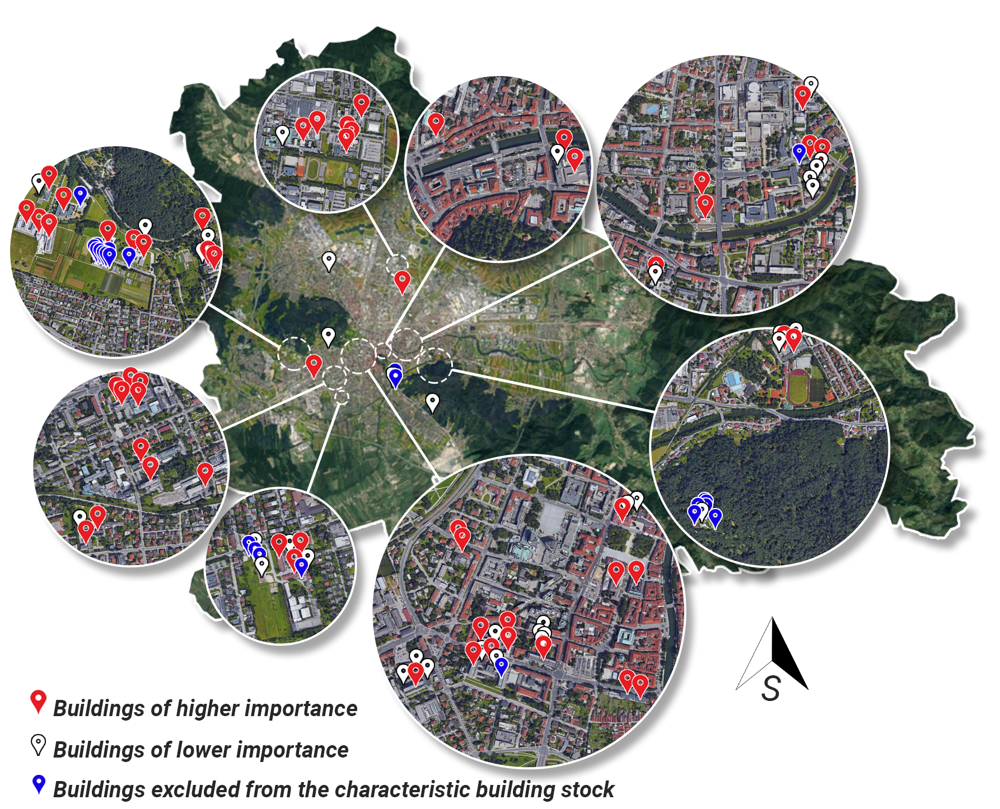 S
Buildings of higher importance
Buildings of lower importance
Buildings excluded from the characteristic building stock